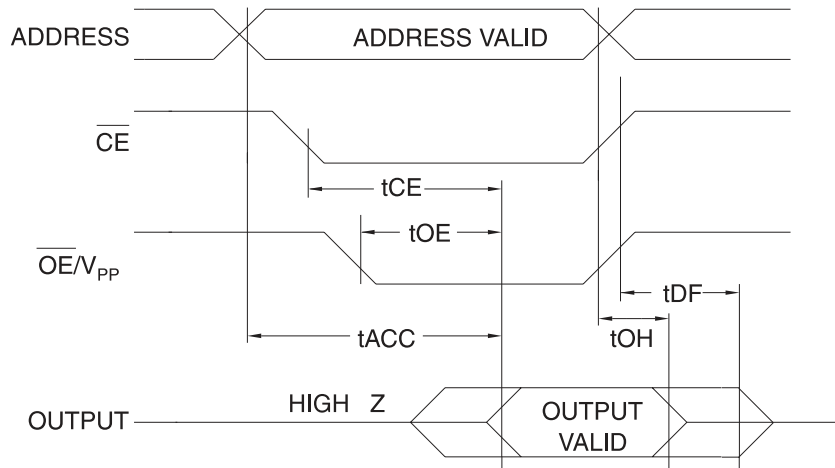 ADDRESS
ADDRESS VALID
CE
tCE
tOE
OE/VPP
tDF
tACC
tOH
HIGH Z
OUTPUT
OUTPUT
VALID